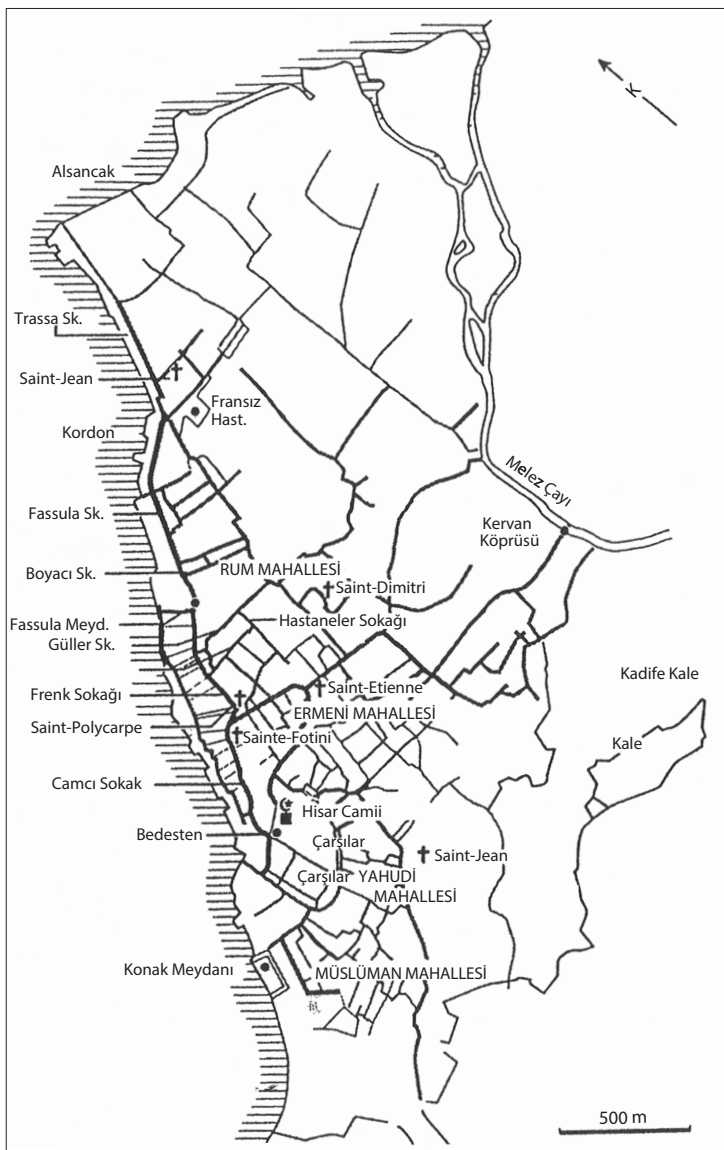 K
Alsancak
Trassa Sk.
Saint-Jean
Fransız
Hast.
Kordon
Melez Çayı
Fassula Sk.
Kervan
Köprüsü
Boyacı Sk.
RUM MAHALLESİ
Saint-Dimitri
Fassula Meyd.
Hastaneler Sokağı
Güller Sk.
Kadife Kale
Frenk Sokağı
Saint-Etienne
ERMENİ MAHALLESİ
Saint-Polycarpe
Sainte-Fotini
Kale
Camcı Sokak
Hisar Camii
Bedesten
Çarşılar
Saint-Jean
Çarşılar YAHUDİ
MAHALLESİ
Konak Meydanı
MÜSLÜMAN MAHALLESİ
500 m